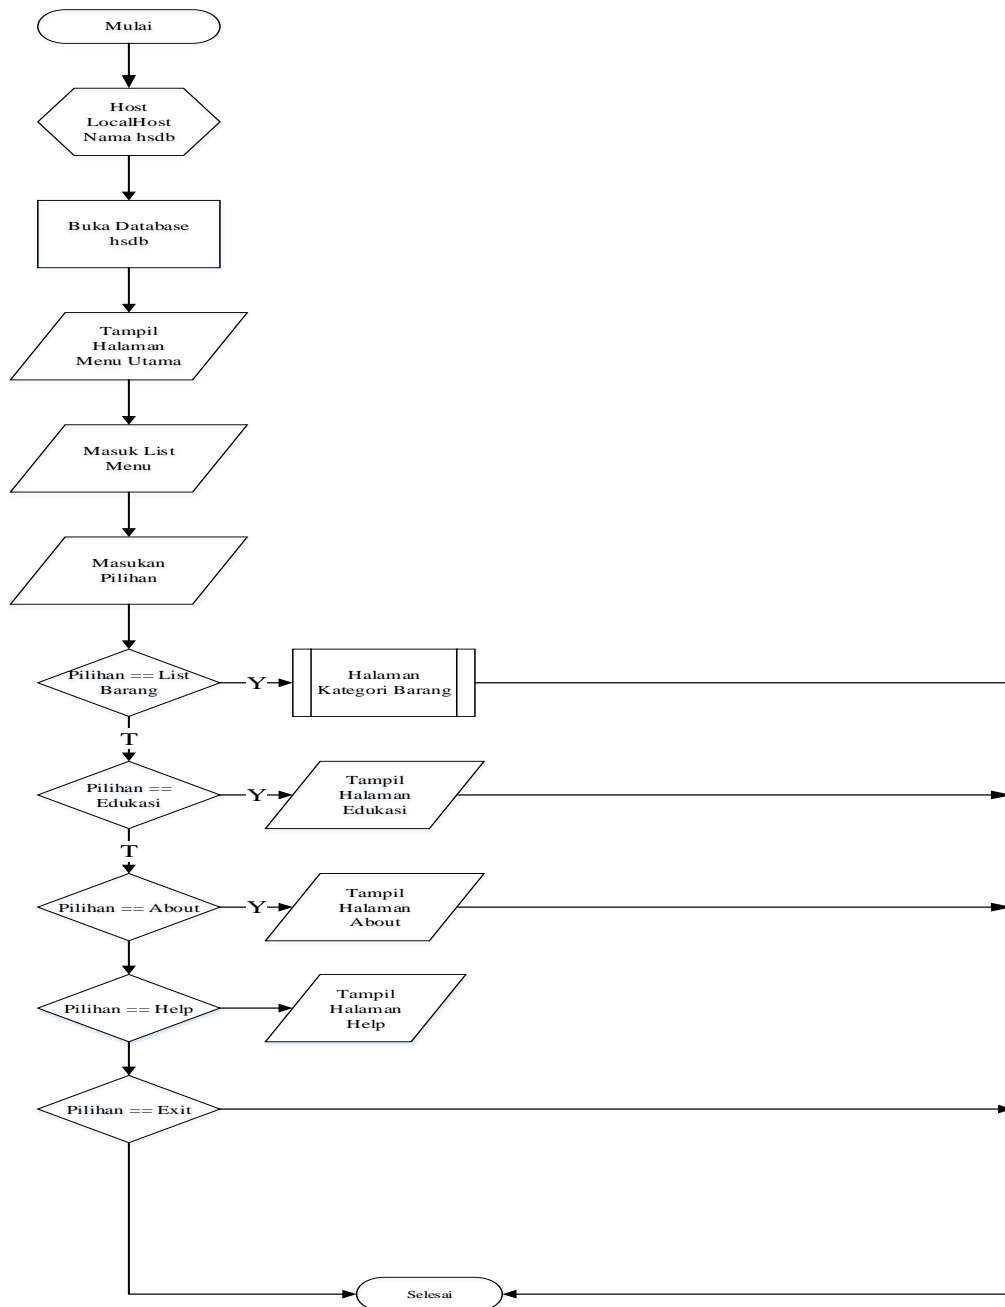 Mulai
Host
LocalHost
Nama hsdb
Buka Database
hsdb
Tampil
Halaman
Menu Utama
Masuk List
Menu
Masukan
Pilihan
Pilihan == List
Barang
Y
Halaman
Kategori Barang
T
Pilihan ==
Edukasi
Y
Tampil
Halaman
Edukasi
T
Pilihan == About
Y
Tampil
Halaman
About
Pilihan == Help
Tampil
Halaman
Help
Pilihan == Exit
Selesai